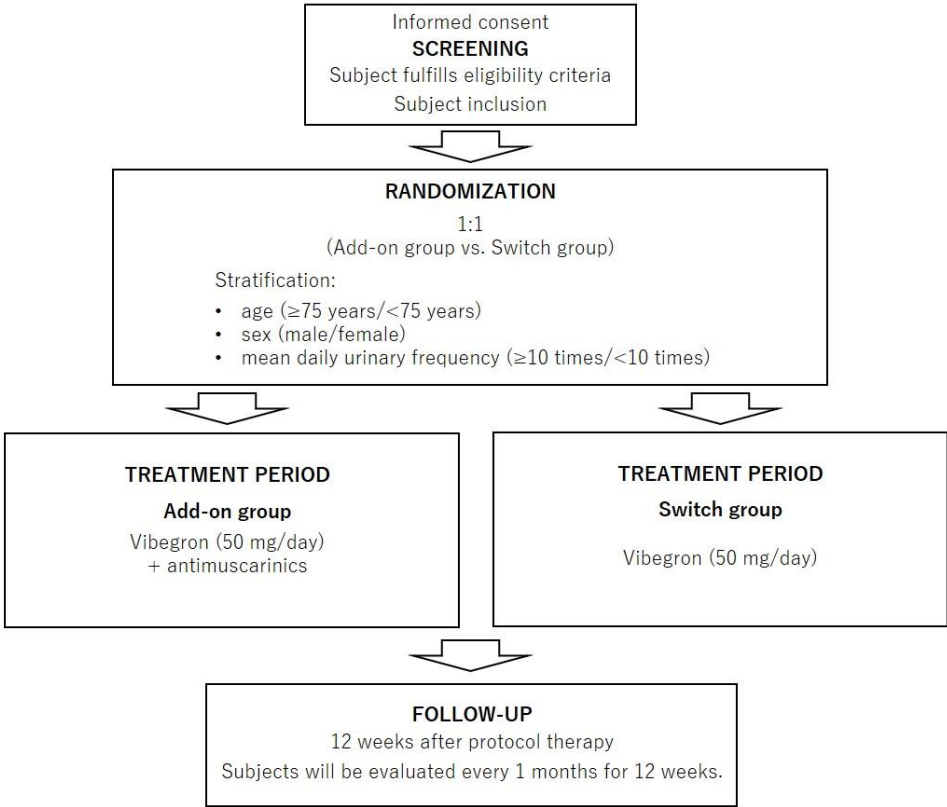 Informed consent
SCREENING
Subject fulfills eligibility criteria
Subject inclusion
RANDOMIZATION
1:1
(Add-on group vs. Switch group)
Stratification:
• age (≥75 years/<75 years)
• sex (male/female)
• mean daily urinary frequency (≥10 times/<10 times)
TREATMENT PERIOD
Add-on group
Vibegron (50 mg/day)
+ antimuscarinics
TREATMENT PERIOD
Switch group
Vibegron (50 mg/day)
FOLLOW-UP
12 weeks after protocol therapy
Subjects will be evaluated every 1 months for 12 weeks.